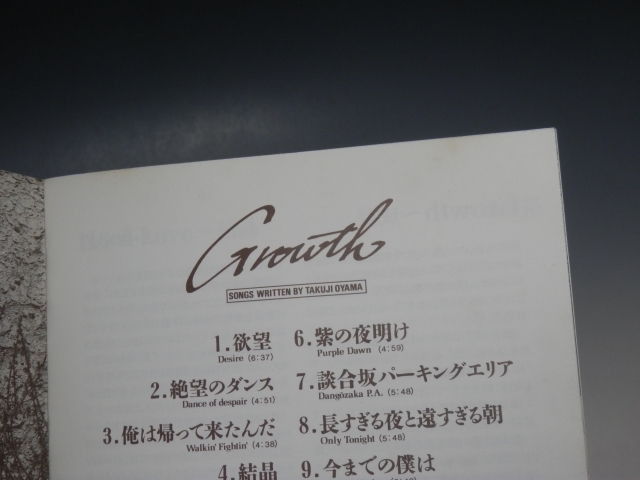 Growth
SONGS WRITTEN BY TAKUJI OYAMA
1.欲望
Desire (6:37)
2.絶望のダンス
Dance of despair (4:51)
3.俺は帰って来たんだ
Walkin' Fightin' (4:38)
4.結晶
6.紫の夜明け
Purple Dawn (4:59)
7.談合坂パーキングエリア
Dangōzaka P.A. (5:48)
8.長すぎる夜と遠すぎる朝
Only Tonight (5:48)
9.今までの僕は